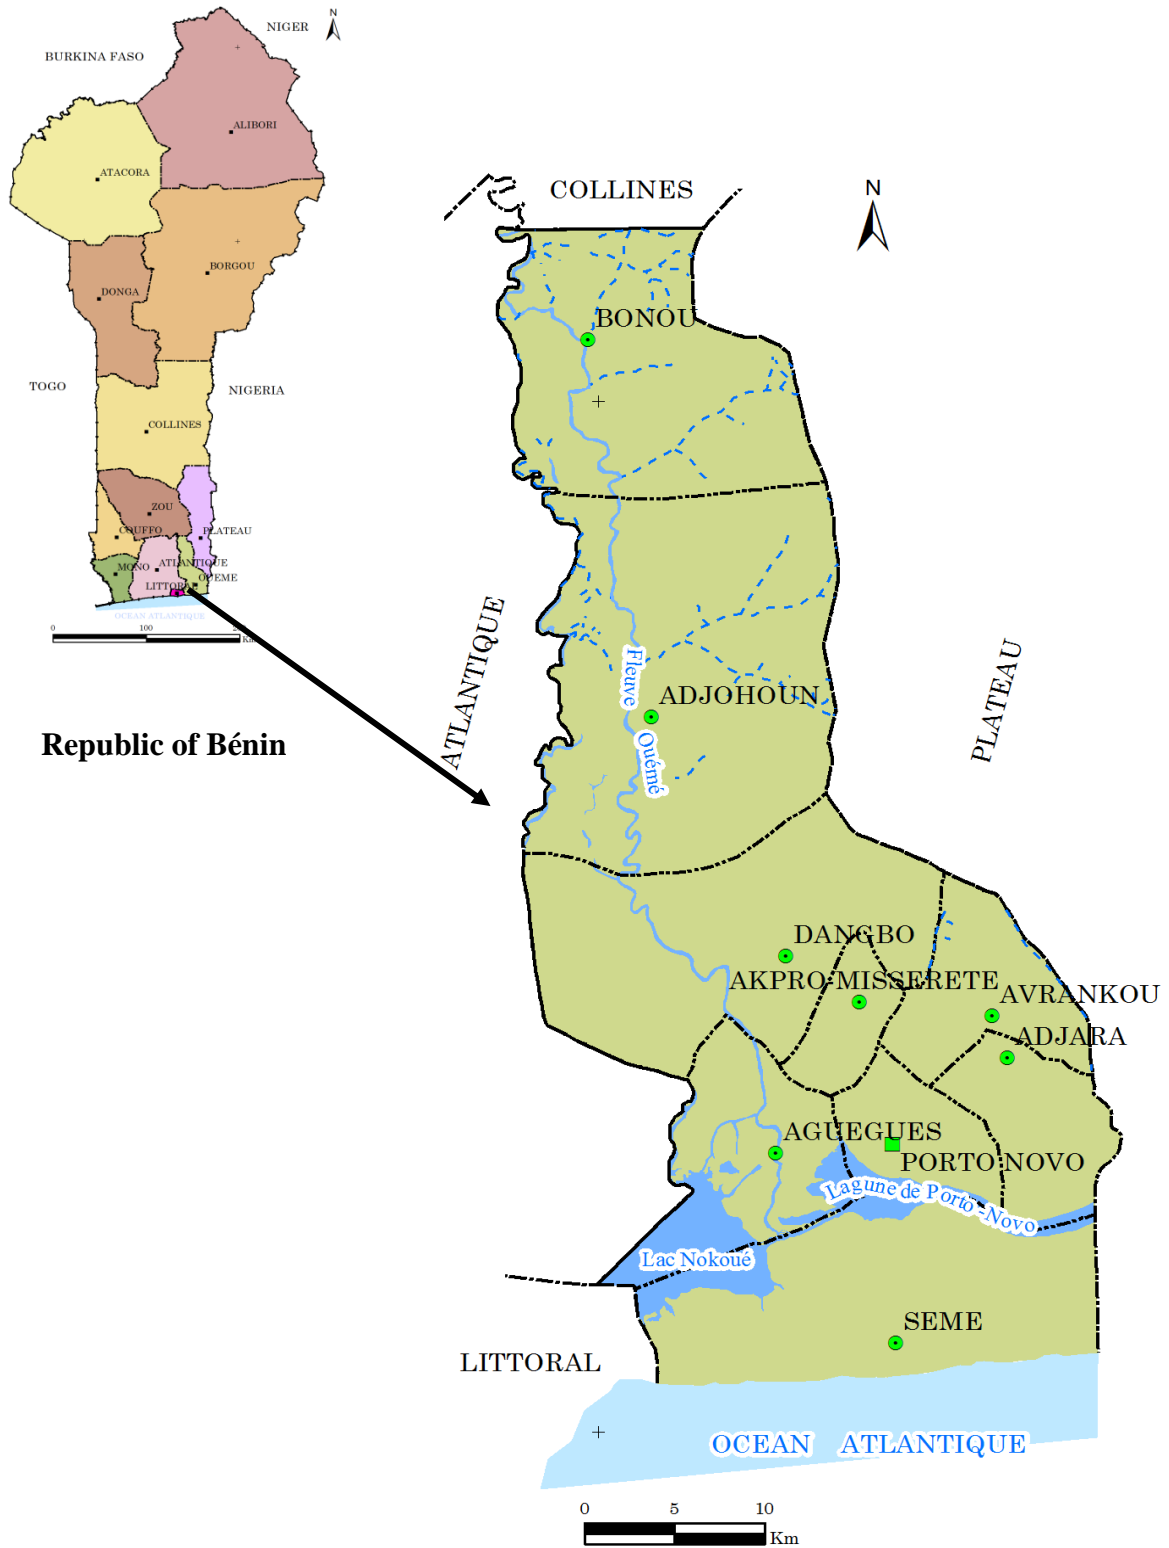 NIGER
N
BURKINA FASO
ALIBORI
ATACORA
BORGOU
DONGA
TOGO
NIGERIA
COLLINES
ZOU
COUFFO
PLATEAU
MONO
ATLANTIQUE
OUEME
LITTORAL
OCEAN ATLANTIQUE
0 100
Km
Republic of Bénin
COLLINES
N
BONOU
ATLANTIQUE
PLATEAU
Fleuve
Ouémé
ADJOHOUN
DANGBO
AKPRO-MISSERETE
AVRANKOU
ADJARA
AGUEGUES
PORTO NOVO
Lagune de Porto-Novo
Lac Nokoué
SEME
LITTORAL
OCEAN ATLANTIQUE
0 5 10
Km